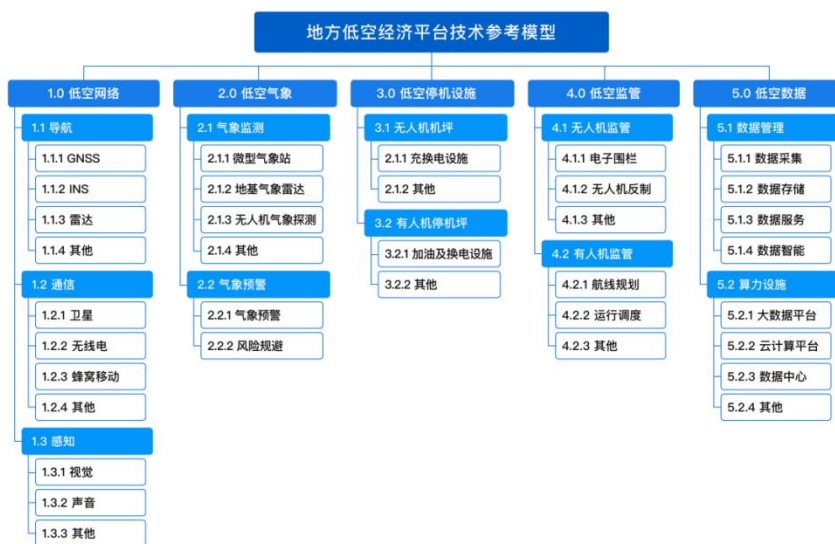 地方低空经济平台技术参考模型
1.0 低空网络
1.1 导航
1.1.1 GNSS
1.1.2 INS
1.1.3 雷达
1.1.4 其他
1.2 通信
1.2.1 卫星
1.2.2 无线电
1.2.3 蜂窝移动
1.2.4 其他
1.3 感知
1.3.1 视觉
1.3.2 声音
1.3.3 其他
2.0 低空气象
2.1 气象监测
2.1.1 微型气象站
2.1.2 地基气象雷达
2.1.3 无人机气象探测
2.1.4 其他
2.2 气象预警
2.2.1 气象预警
2.2.2 风险规避
3.0 低空停机设施
3.1 无人机机坪
2.1.1 充换电设施
2.1.2 其他
3.2 有人机停机坪
3.2.1 加油及换电设施
3.2.2 其他
4.0 低空监管
4.1 无人机监管
4.1.1 电子围栏
4.1.2 无人机反制
4.1.3 其他
4.2 有人机监管
4.2.1 航线规划
4.2.2 运行调度
4.2.3 其他
5.0 低空数据
5.1 数据管理
5.1.1 数据采集
5.1.2 数据存储
5.1.3 数据服务
5.1.4 数据智能
5.2 算力设施
5.2.1 大数据平台
5.2.2 云计算平台
5.2.3 数据中心
5.2.4 其他